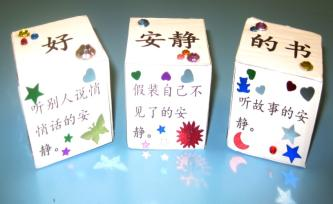 好
听别人说悄
悄话的安
静。
安静
假装自己不
见了的安
静。
的书
听故事的安
静。